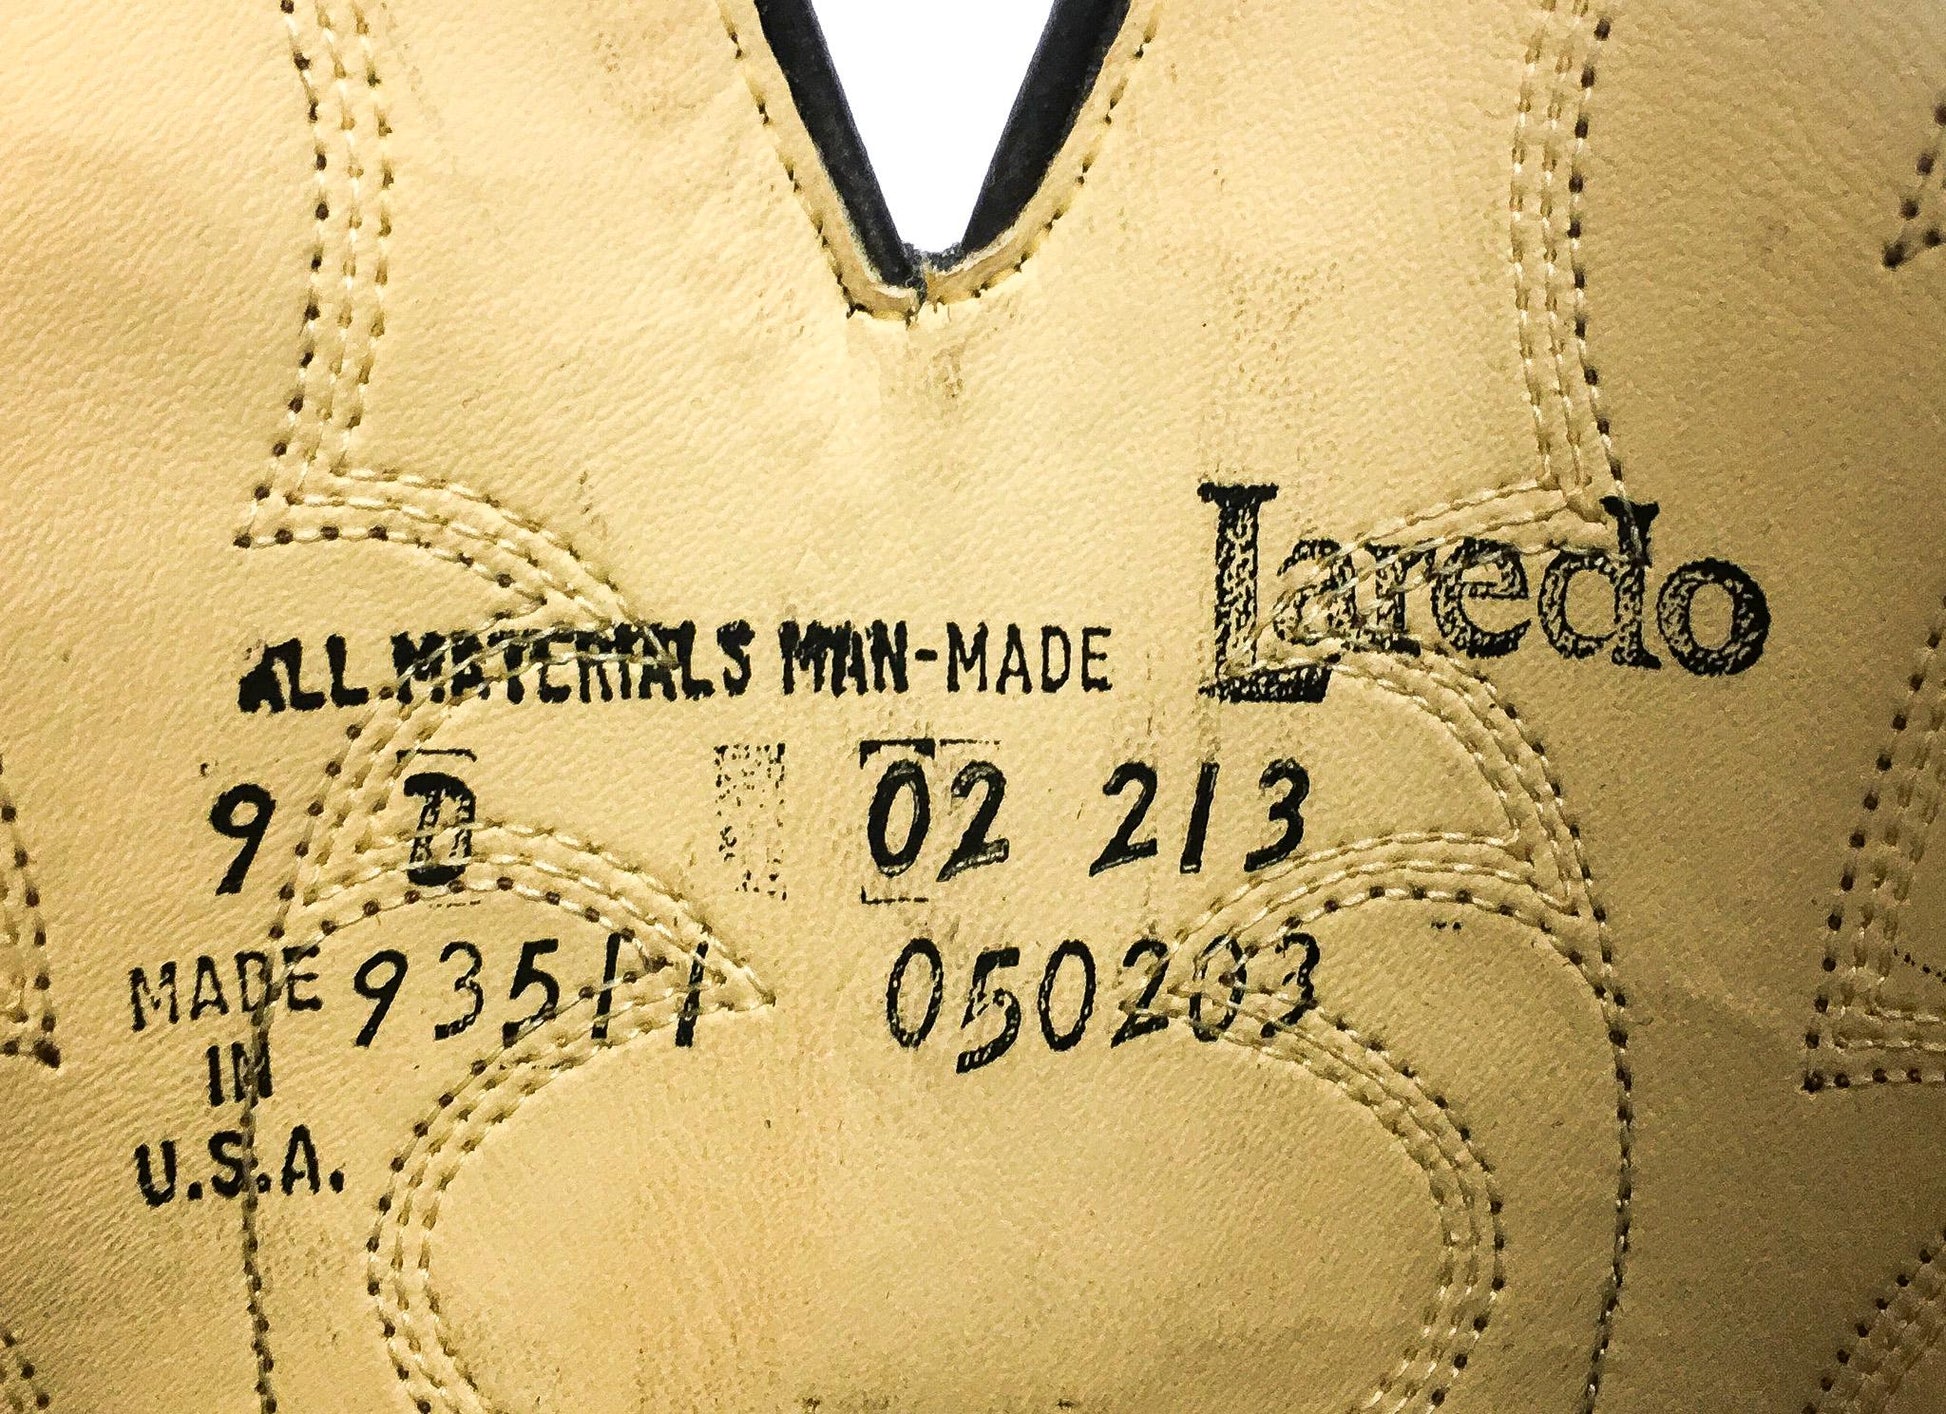 Laredo
ALL MATERIALS MAN-MADE
9 D 02 213
MADE 93511 050203
IN
U.S.A.